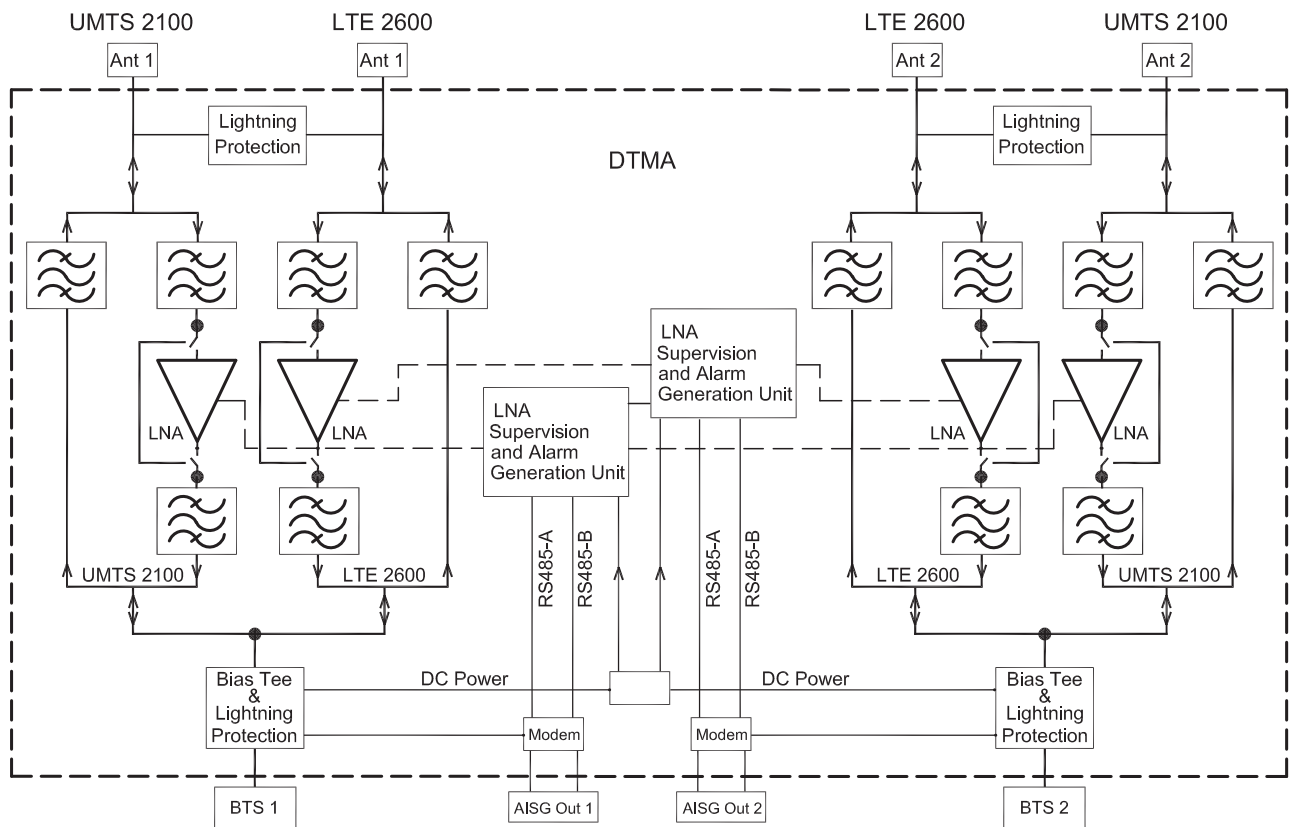 UMTS 2100
LTE 2600
LTE 2600
UMTS 2100
Ant 1
Ant 1
Ant 2
Ant 2
Lightning
Protection
DTMA
Lightning
Protection
LNA
Supervision
and Alarm
Generation Unit
LNA
Supervision
and Alarm
Generation Unit
LNA
LNA
LNA
LNA
RS485-A
RS485-B
RS485-A
RS485-B
UMTS 2100
LTE 2600
LTE 2600
UMTS 2100
Bias Tee
&
Lightning
Protection
DC Power
DC Power
Bias Tee
&
Lightning
Protection
Modem
Modem
BTS 1
AISG Out 1
AISG Out 2
BTS 2